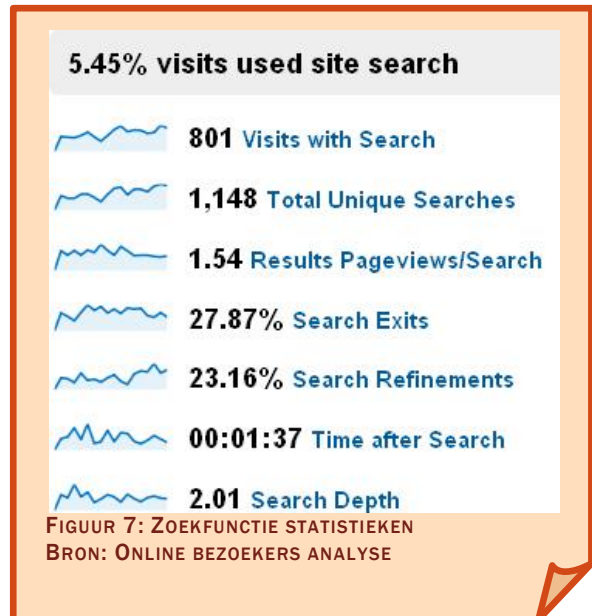 5.45% visits used site search
801 Visits with Search
1,148 Total Unique Searches
1.54 Results Pageviews/Search
27.87% Search Exits
23.16% Search Refinements
00:01:37 Time after Search
2.01 Search Depth
FIGUUR 7: ZOEKFUNCTIE STATISTIEKEN
BRON: ONLINE BEZOEKERS ANALYSE